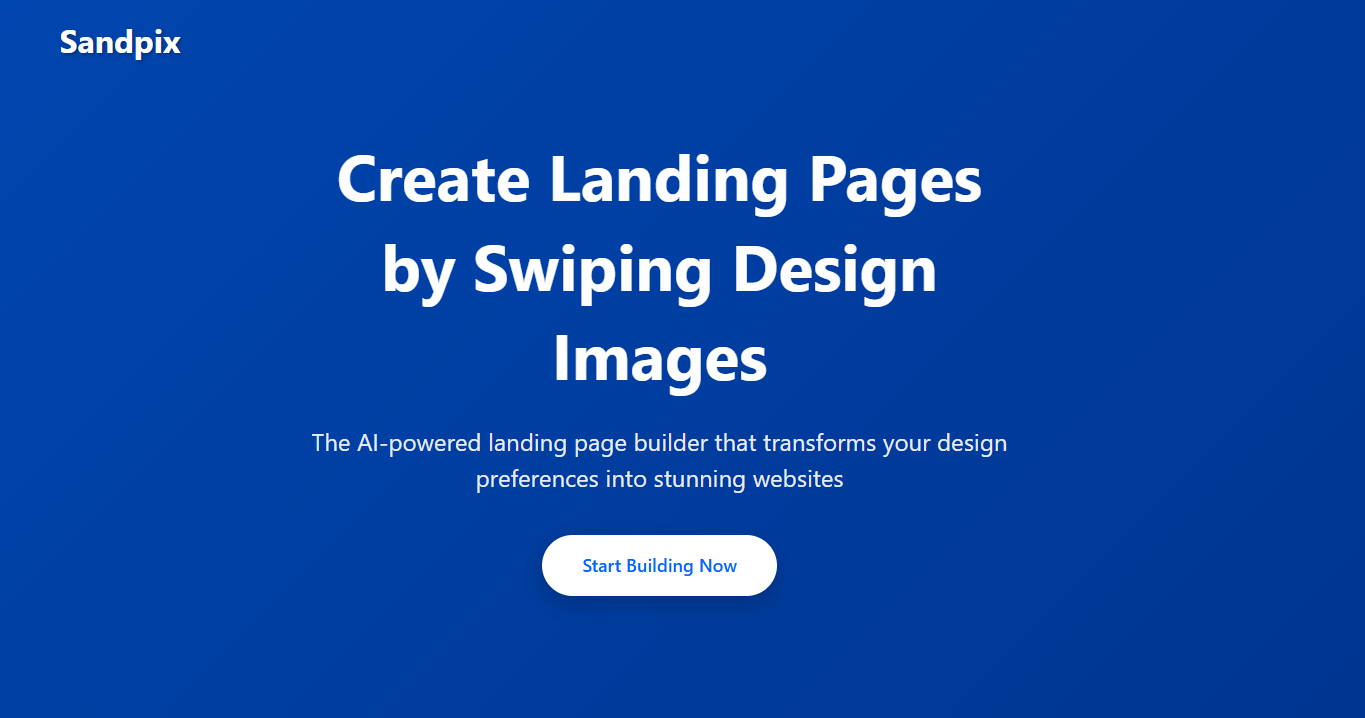 Sandpix
Create Landing Pages
by Swiping Design
Images
The AI-powered landing page builder that transforms your design
preferences into stunning websites
Start Building Now